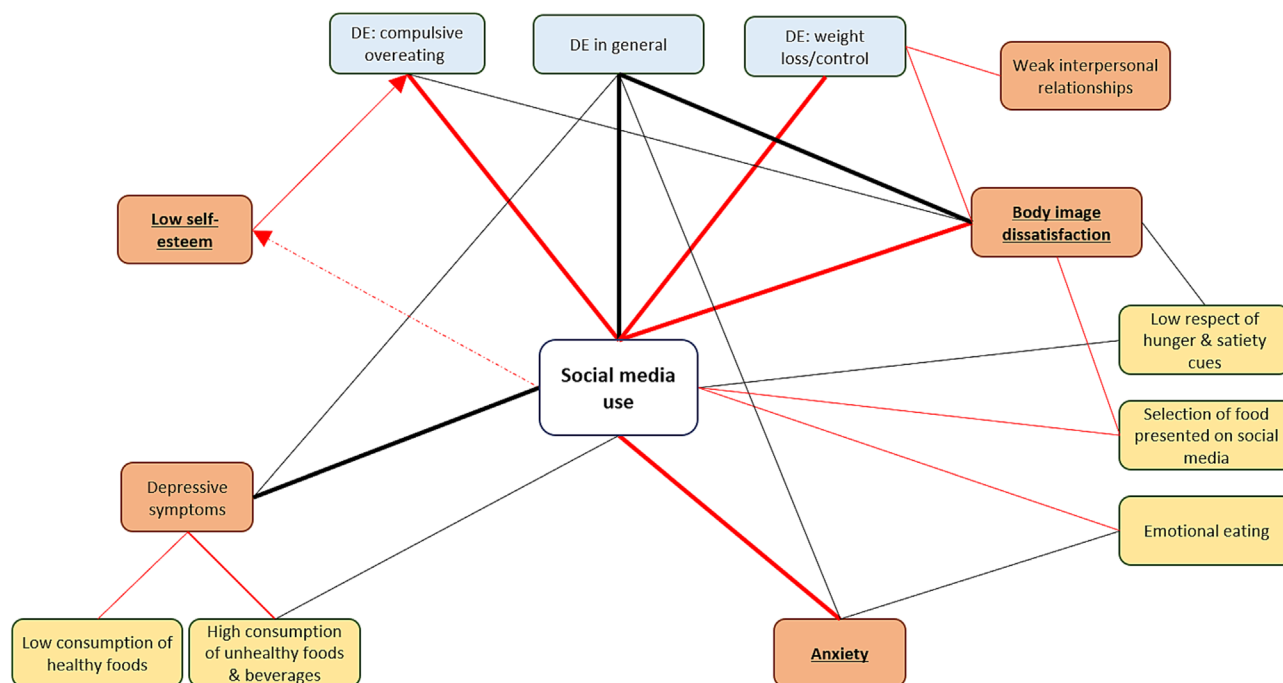 DE: compulsive
overeating
DE in general
DE: weight
loss/control
Weak interpersonal
relationships
Low self-
esteem
Body image
dissatisfaction
Low respect of
hunger & satiety
cues
Social media
use
Selection of food
presented on social
media
Depressive
symptoms
Emotional eating
Low consumption of
healthy foods
High consumption
of unhealthy foods
& beverages
Anxiety